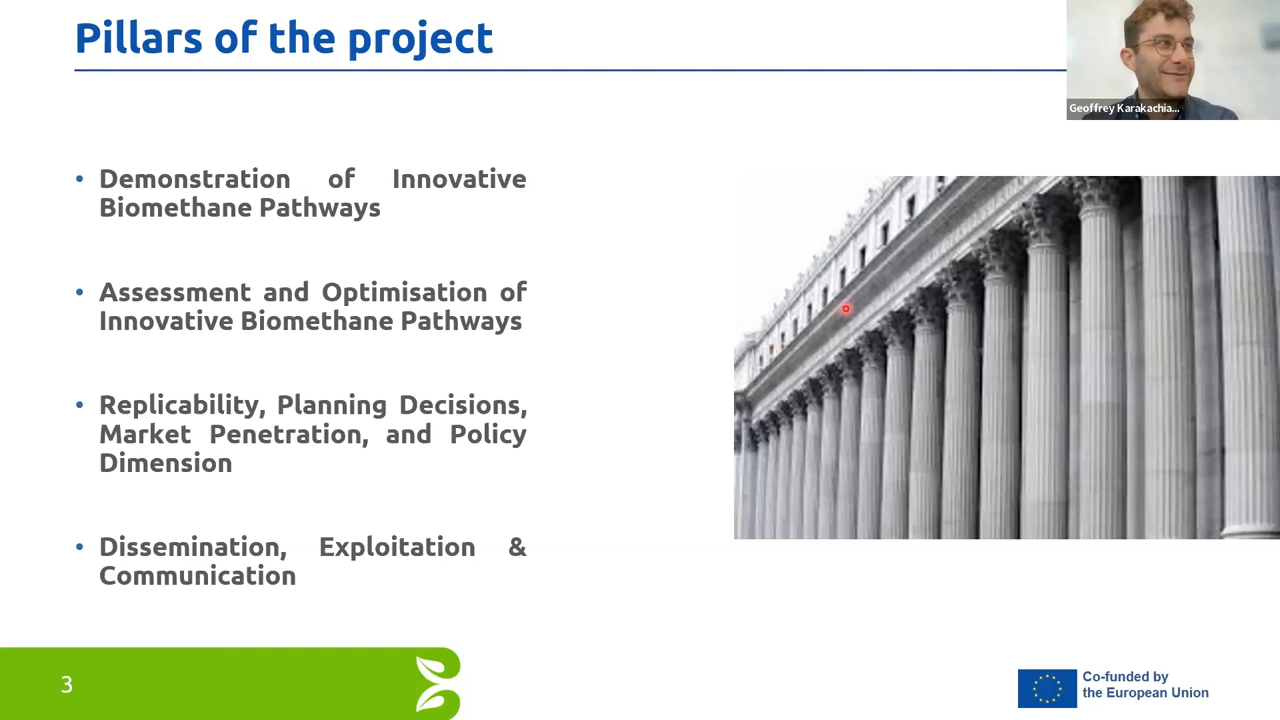 Pillars of the project
Geoffrey Karakachia...
• Demonstration of Innovative
Biomethane Pathways
• Assessment and Optimisation of
Innovative Biomethane Pathways
• Replicability, Planning Decisions,
Market Penetration, and Policy
Dimension
• Dissemination, Exploitation &
Communication
3
Co-funded by
the European Union